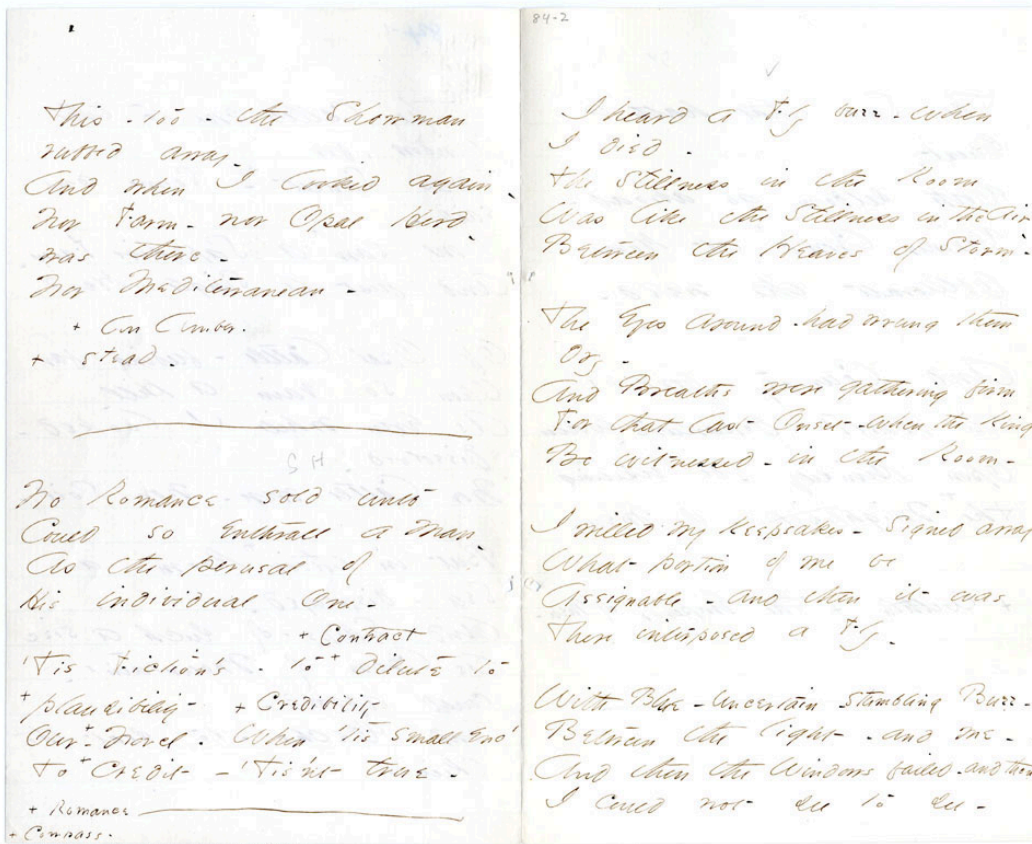 This - too - the Showman
rubbed away -
And when I looked again
Nor Farm - nor Opal Herd
was there -
Nor Mediterranean -
+ On Umber -
+ stead -
No Romance sold unto
Could so enthrall a Man
As the perusal of
His individual One -
+ Contract
'Tis Fiction's - to + dilute to
+ plausibility - + Credibility
Our - Novel. When 'tis small eno'
To + Credit - 'Tis'nt true -
+ Romance
+ Compass -
84-2
I heard a Fly buzz - when
I died -
The Stillness in the Room
Was like the Stillness in the Air -
Between the Heaves of Storm -
The Eyes around - had wrung them
dry -
And Breaths were gathering firm
For that last Onset - when the King
Be witnessed - in the Room -
I willed my Keepsakes - Signed away
What portion of me be
Assignable - and then it was
There interposed a Fly -
With Blue - uncertain - stumbling Buzz -
Between the light - and me -
And then the Windows failed - and then
I could not see to see -